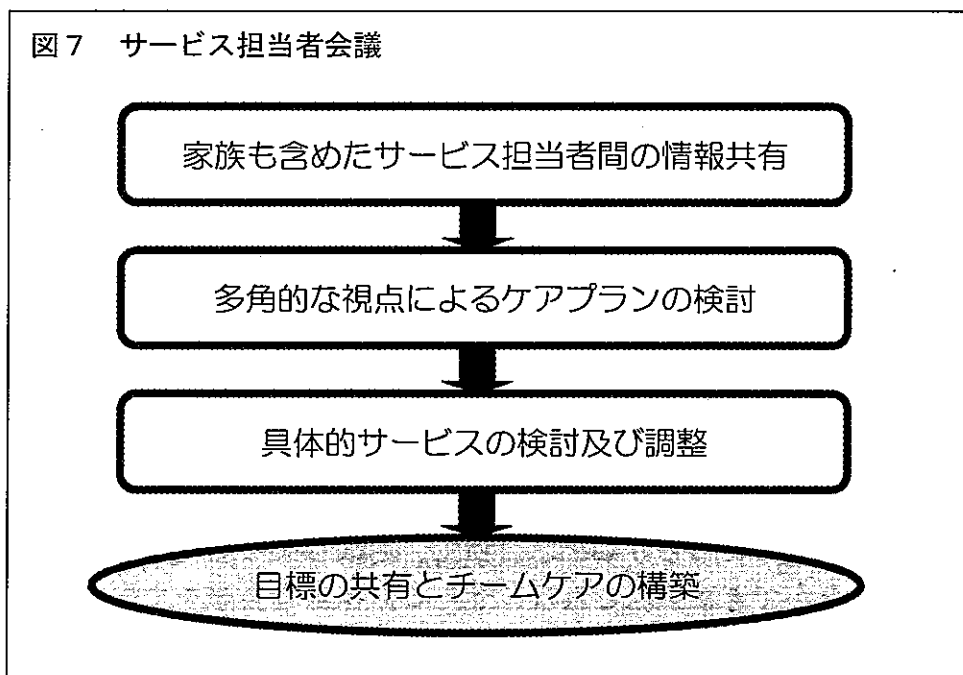 図7 サービス担当者会議
家族も含めたサービス担当者間の情報共有
多角的な視点によるケアプランの検討
具体的サービスの検討及び調整
目標の共有とチームケアの構築